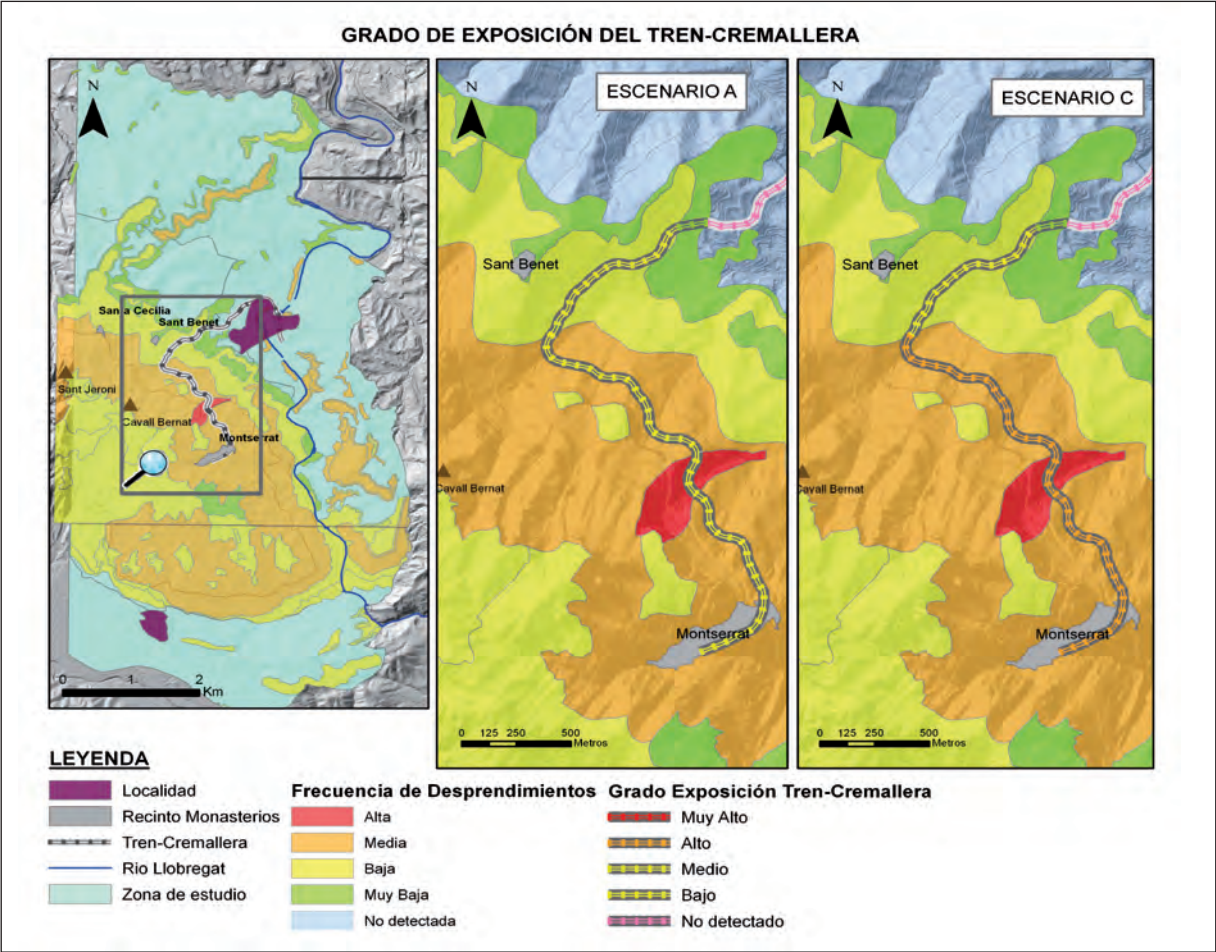 GRADO DE EXPOSICIÓN DEL TREN-CREMALLERA
N
Santa Cecilia
Sant Benet
Sant Jeroni
Cavall Bernat
Montserrat
0 1 2
Km
N
ESCENARIO A
Sant Benet
Cavall Bernat
Montserrat
0 125 250 500
Metros
N
ESCENARIO C
Sant Benet
Cavall Bernat
Montserrat
0 125 250 500
Metros
LEYENDA
Localidad
Recinto Monasterios
Tren-Cremallera
Rio Llobregat
Zona de estudio
Frecuencia de Desprendimientos
Alta
Media
Baja
Muy Baja
No detectada
Grado Exposición Tren-Cremallera
Muy Alto
Alto
Medio
Bajo
No detectado